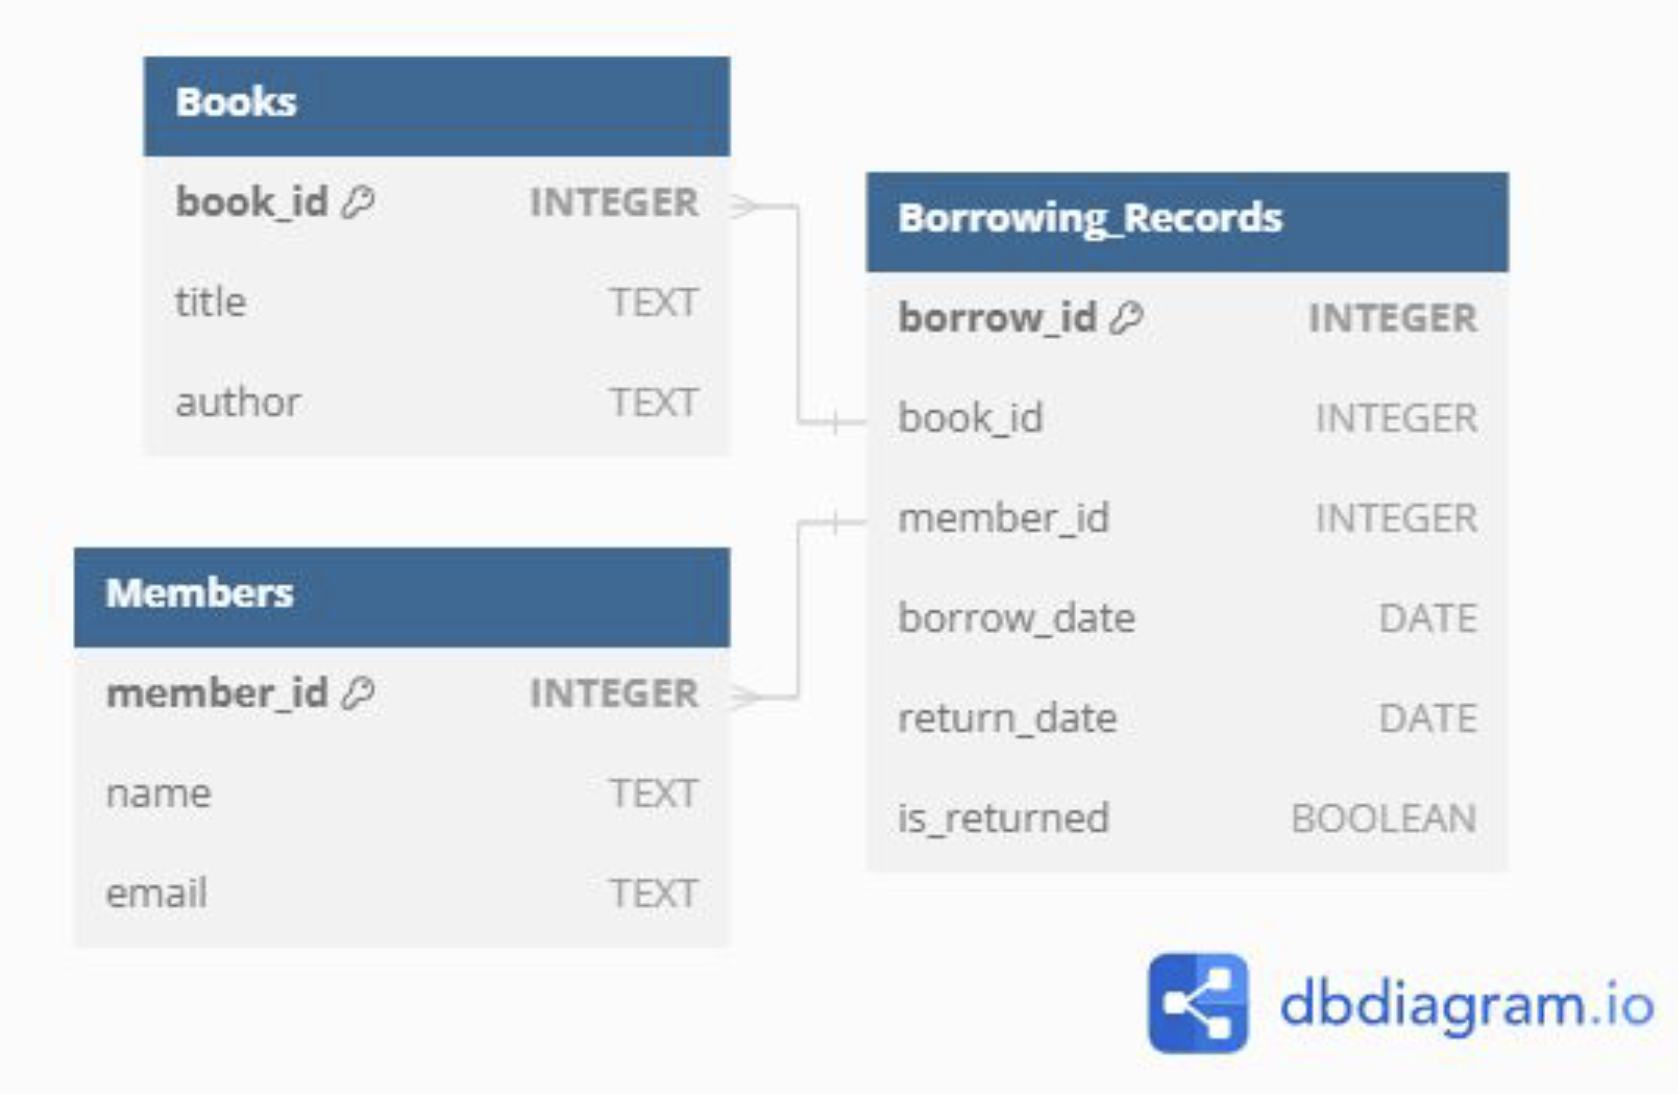 Books
book_id INTEGER
title TEXT
author TEXT
Members
member_id INTEGER
name TEXT
email TEXT
Borrowing_Records
borrow_id INTEGER
book_id INTEGER
member_id INTEGER
borrow_date DATE
return_date DATE
is_returned BOOLEAN
dbdiagram.io